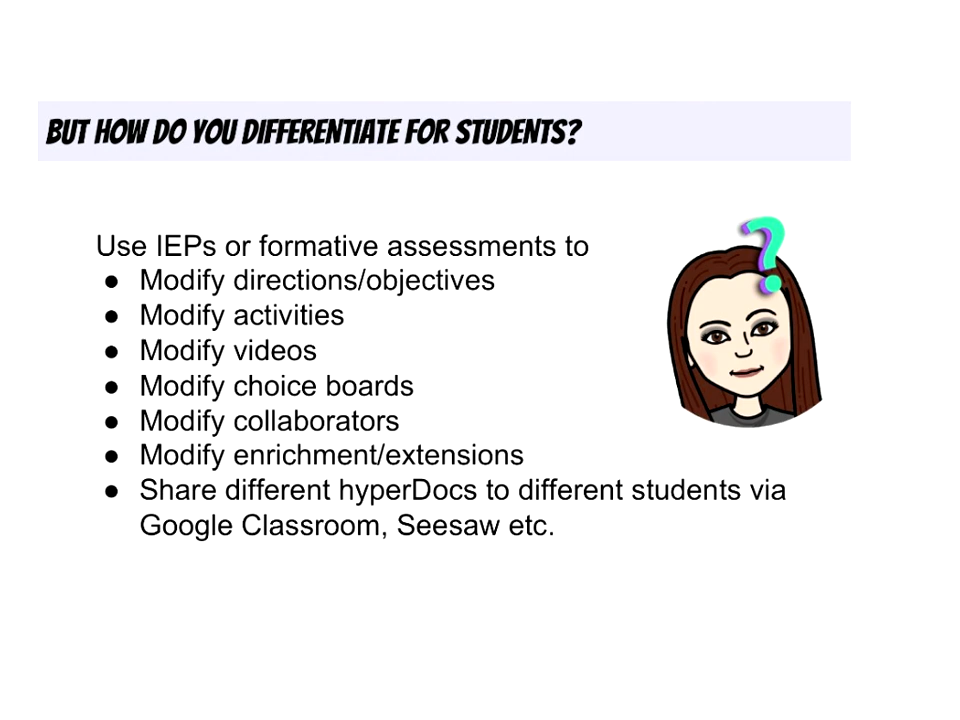 BUT HOW DO YOU DIFFERENTIATE FOR STUDENTS?
Use IEPs or formative assessments to
● Modify directions/objectives
● Modify activities
● Modify videos
● Modify choice boards
● Modify collaborators
● Modify enrichment/extensions
● Share different hyperDocs to different students via
Google Classroom, Seesaw etc.
?